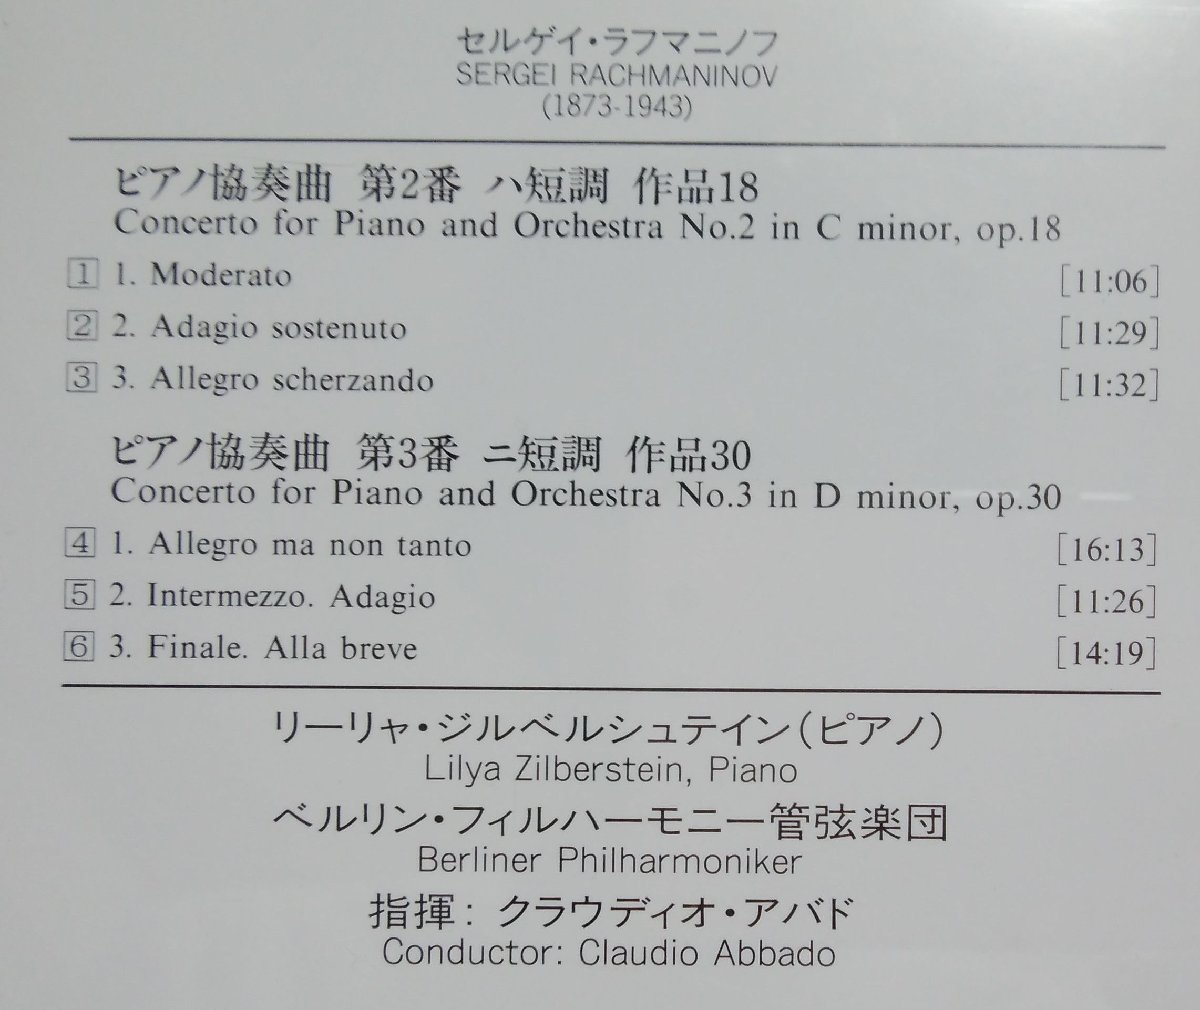 セルゲイ・ラフマニノフ
SERGEI RACHMANINOV
(1873-1943)
ピアノ協奏曲 第2番 ハ短調 作品18
Concerto for Piano and Orchestra No.2 in C minor, op.18
1 1. Moderato [11:06]
2 2. Adagio sostenuto [11:29]
3 3. Allegro scherzando [11:32]
ピアノ協奏曲 第3番 ニ短調 作品30
Concerto for Piano and Orchestra No.3 in D minor, op.30
4 1. Allegro ma non tanto [16:13]
5 2. Intermezzo. Adagio [11:26]
6 3. Finale. Alla breve [14:19]
リーリャ・ジルベルシュテイン(ピアノ)
Lilya Zilberstein, Piano
ベルリン・フィルハーモニー管弦楽団
Berliner Philharmoniker
指揮: クラウディオ・アバド
Conductor: Claudio Abbado